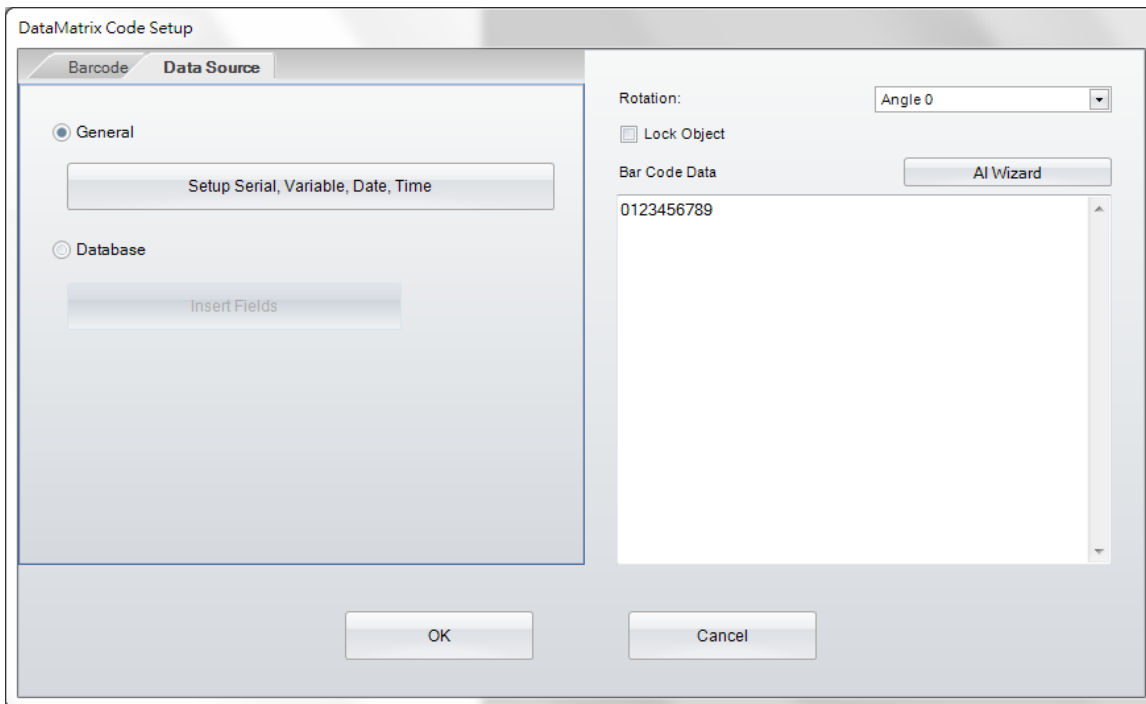 DataMatrix Code Setup
Barcode Data Source
General
Setup Serial, Variable, Date, Time
Database
Insert Fields
Rotation: Angle 0
Lock Object
Bar Code Data AI Wizard
0123456789
OK Cancel